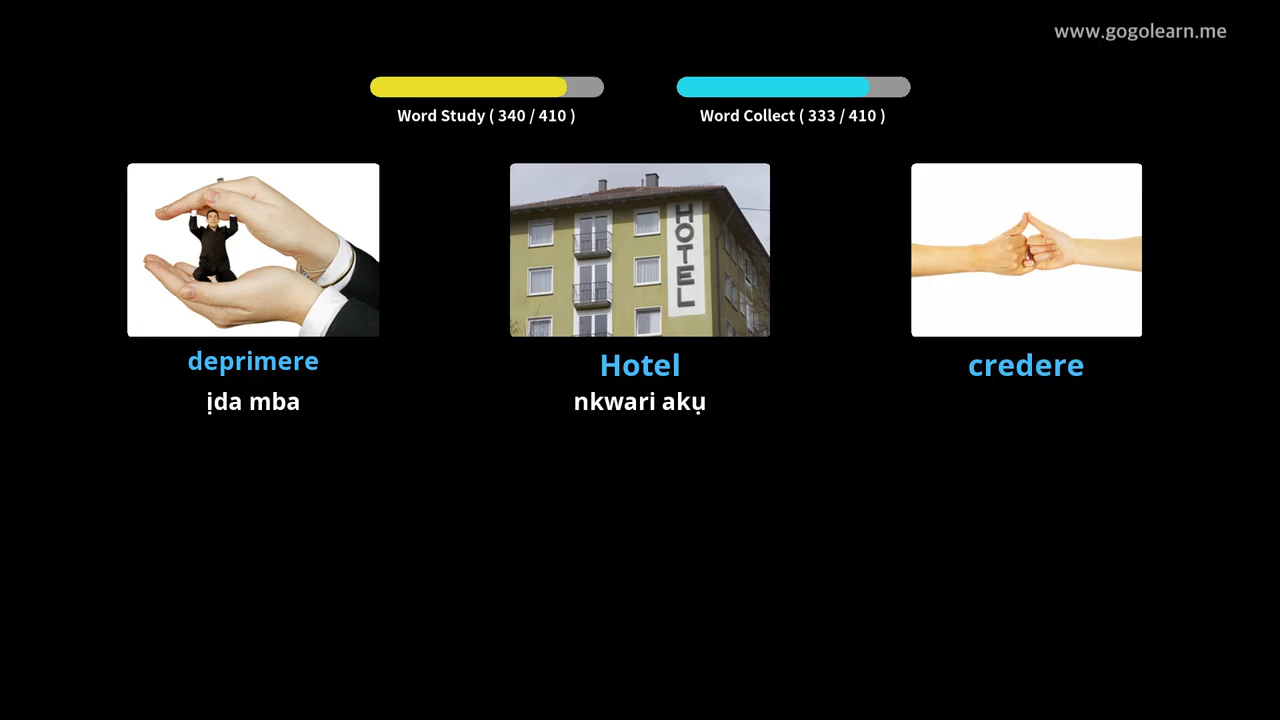 www.gogolearn.me
Word Study ( 340 / 410 )
Word Collect ( 333 / 410 )
HOTEL
deprimere
Hotel
credere
ịda mba
nkwari akụ